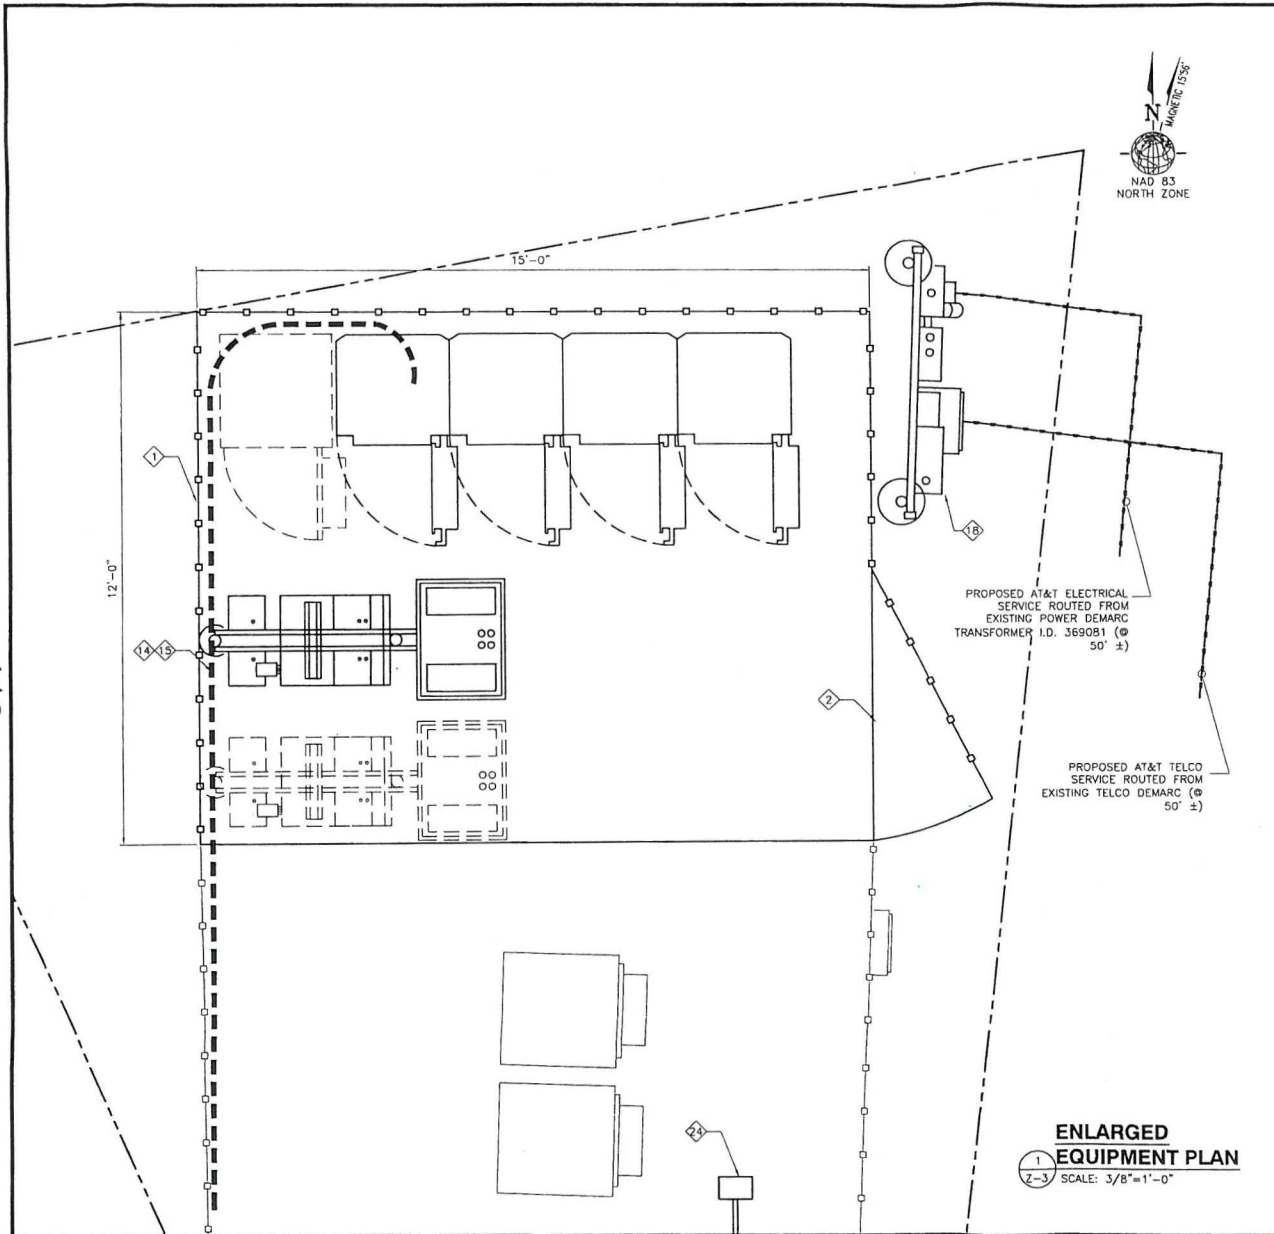 MAGNETIC 15°56'
N
NAD 83
NORTH ZONE
15'-0"
1
12'-0"
18
PROPOSED AT&T ELECTRICAL
SERVICE ROUTED FROM
EXISTING POWER DEMARC
TRANSFORMER I.D. 369081 (@
50' ±)
14 15
2
PROPOSED AT&T TELCO
SERVICE ROUTED FROM
EXISTING TELCO DEMARC (@
50' ±)
24
ENLARGED
1 EQUIPMENT PLAN
Z-3 SCALE: 3/8"=1'-0"